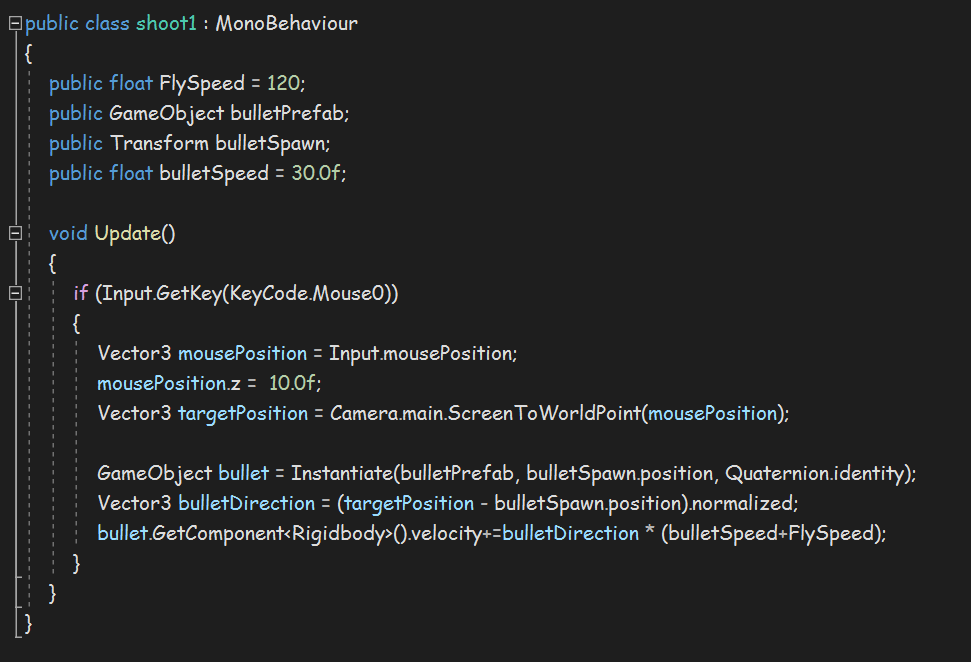 public class shoot1 : MonoBehaviour
{
public float FlySpeed = 120;
public GameObject bulletPrefab;
public Transform bulletSpawn;
public float bulletSpeed = 30.0f;
void Update()
{
if (Input.GetKey(KeyCode.Mouse0))
{
Vector3 mousePosition = Input.mousePosition;
mousePosition.z =  10.0f;
Vector3 targetPosition = Camera.main.ScreenToWorldPoint(mousePosition);
GameObject bullet = Instantiate(bulletPrefab, bulletSpawn.position, Quaternion.identity);
Vector3 bulletDirection = (targetPosition - bulletSpawn.position).normalized;
bullet.GetComponent<Rigidbody>().velocity+=bulletDirection * (bulletSpeed+FlySpeed);
}
}
}